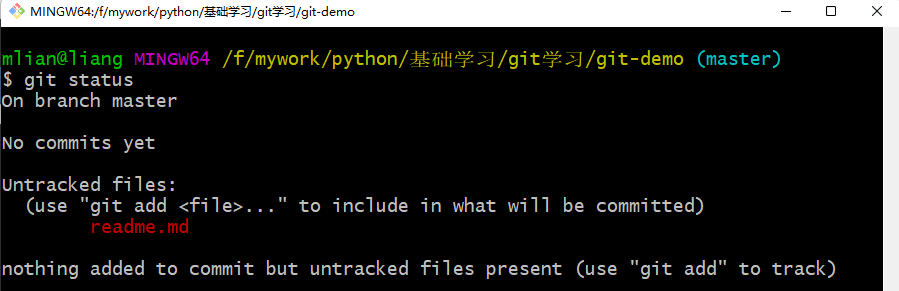 MINGW64:/f/mywork/python/基础学习/git学习/git-demo
mlian@liang MINGW64 /f/mywork/python/基础学习/git学习/git-demo (master)
$ git status
On branch master
No commits yet
Untracked files:
(use "git add <file>..." to include in what will be committed)
readme.md
nothing added to commit but untracked files present (use "git add" to track)